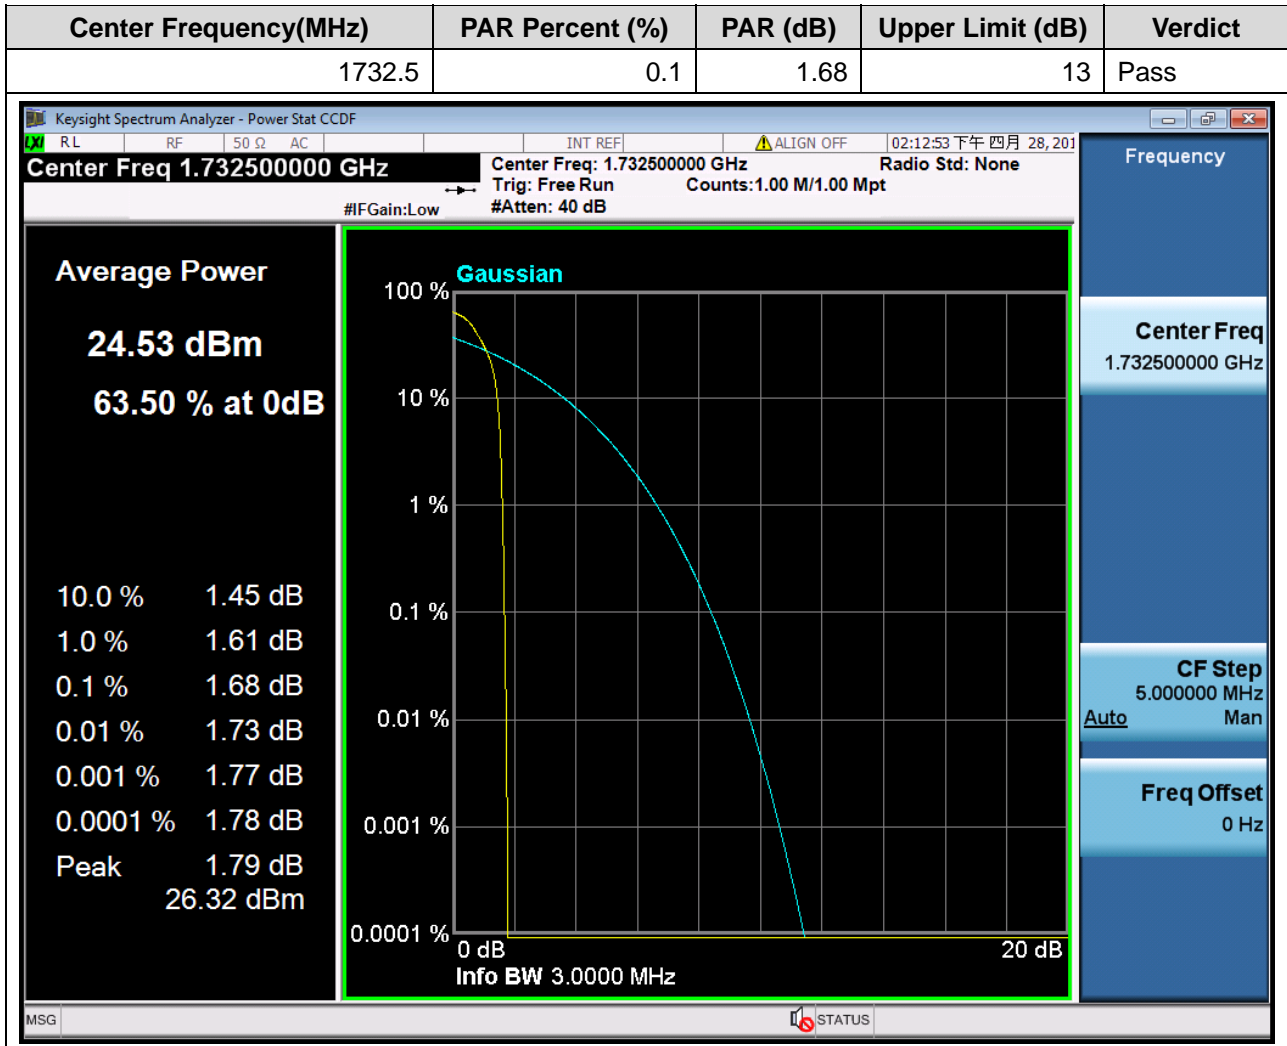 Center Frequency(MHz) PAR Percent (%) PAR (dB) Upper Limit (dB) Verdict
1732.5 0.1 1.68 13 Pass
Keysight Spectrum Analyzer - Power Stat CCDF
LXI RL RF 50 Ω AC INT REF ALIGN OFF 02:12:53 下午 四月 28, 201
Center Freq 1.732500000 GHz
#IFGain:Low
Center Freq: 1.732500000 GHz Radio Std: None
Trig: Free Run Counts:1.00 M/1.00 Mpt
#Atten: 40 dB
Average Power
24.53 dBm
63.50 % at 0dB
10.0 % 1.45 dB
1.0 % 1.61 dB
0.1 % 1.68 dB
0.01 % 1.73 dB
0.001 % 1.77 dB
0.0001 % 1.78 dB
Peak 1.79 dB
26.32 dBm
Gaussian
100 %
10 %
1 %
0.1 %
0.01 %
0.001 %
0.0001 %
0 dB 20 dB
Info BW 3.0000 MHz
Frequency
Center Freq
1.732500000 GHz
CF Step
5.000000 MHz
Auto Man
Freq Offset
0 Hz
MSG STATUS